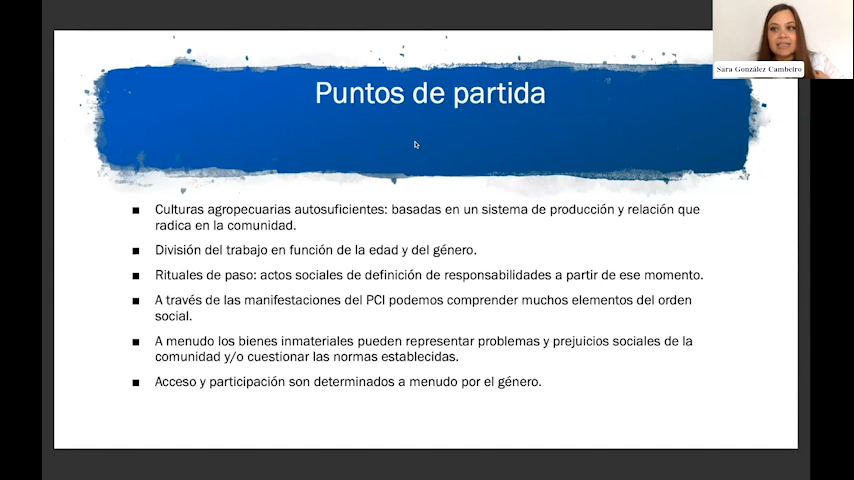 Sara González Cambeiro
Puntos de partida
Culturas agropecuarias autosuficientes: basadas en un sistema de producción y relación que
radica en la comunidad.
División del trabajo en función de la edad y del género.
Rituales de paso: actos sociales de definición de responsabilidades a partir de ese momento.
A través de las manifestaciones del PCI podemos comprender muchos elementos del orden
social.
A menudo los bienes inmateriales pueden representar problemas y prejuicios sociales de la
comunidad y/o cuestionar las normas establecidas.
Acceso y participación son determinados a menudo por el género.